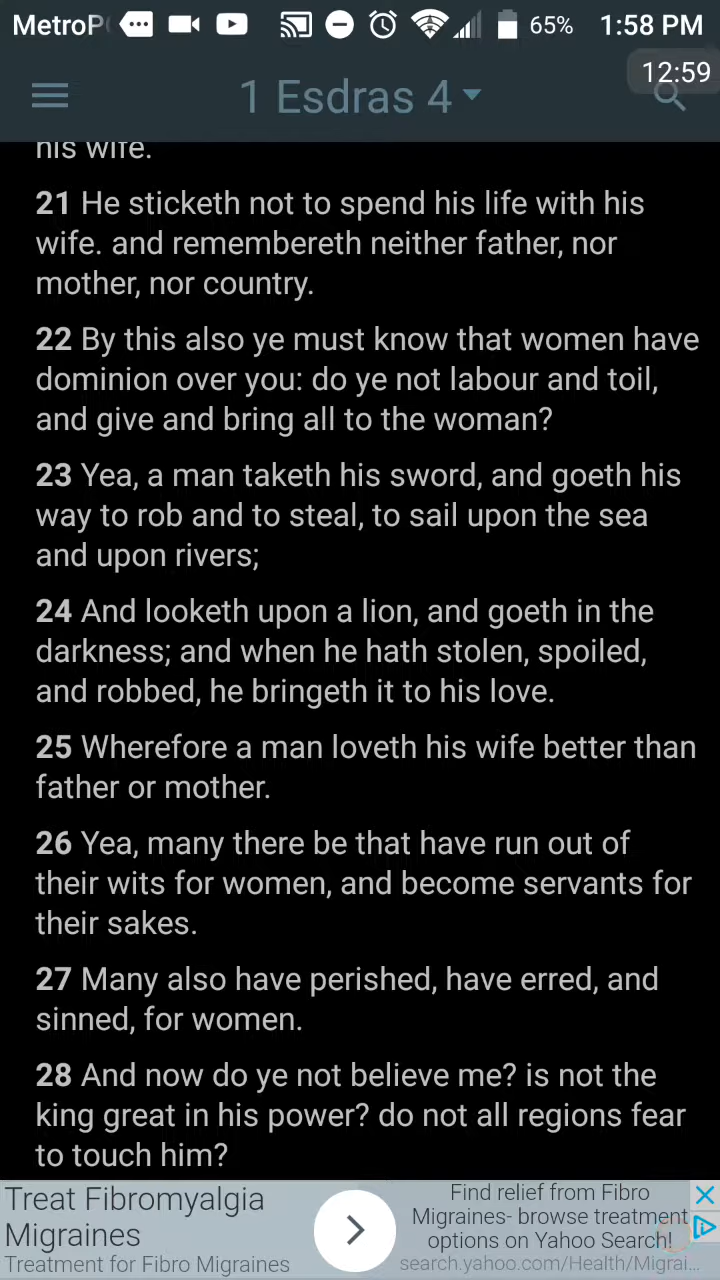 MetroP
65%
1:58 PM
12:59
1 Esdras 4
his wife.
21 He sticketh not to spend his life with his
wife. and remembereth neither father, nor
mother, nor country.
22 By this also ye must know that women have
dominion over you: do ye not labour and toil,
and give and bring all to the woman?
23 Yea, a man taketh his sword, and goeth his
way to rob and to steal, to sail upon the sea
and upon rivers;
24 And looketh upon a lion, and goeth in the
darkness; and when he hath stolen, spoiled,
and robbed, he bringeth it to his love.
25 Wherefore a man loveth his wife better than
father or mother.
26 Yea, many there be that have run out of
their wits for women, and become servants for
their sakes.
27 Many also have perished, have erred, and
sinned, for women.
28 And now do ye not believe me? is not the
king great in his power? do not all regions fear
to touch him?
Treat Fibromyalgia
Migraines
Treatment for Fibro Migraines
Find relief from Fibro
Migraines- browse treatment
options on Yahoo Search!
search.yahoo.com/Health/Migrai...